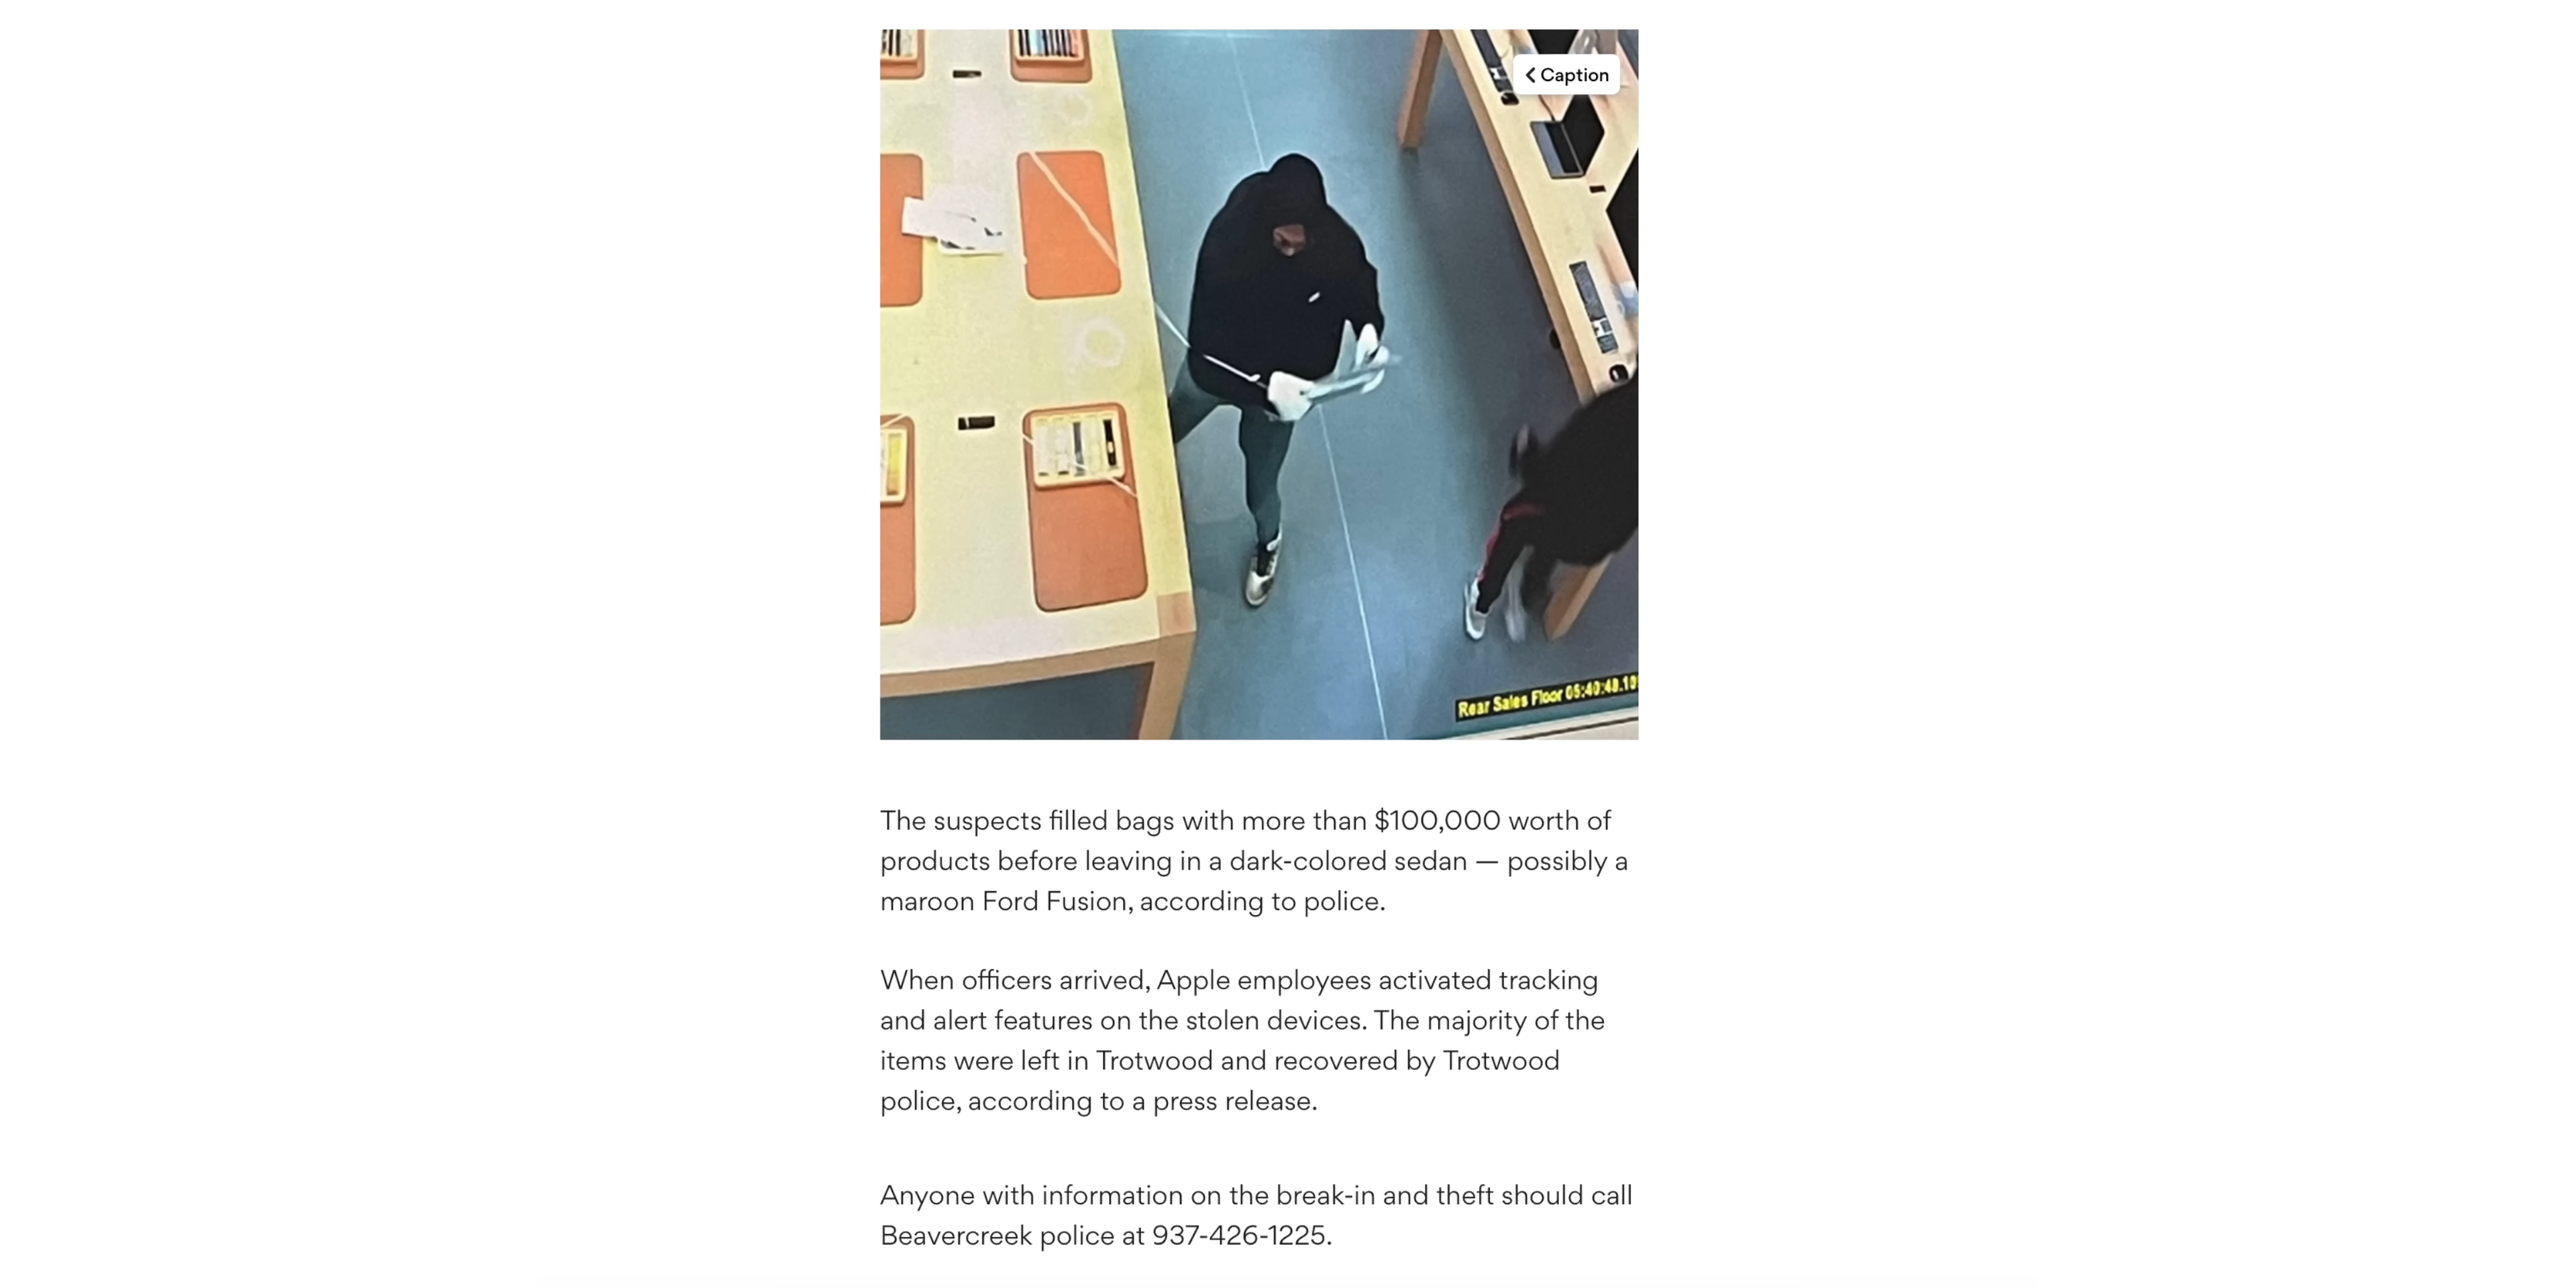 Caption
Rear Sales Floor 05:40:48.10
The suspects filled bags with more than $100,000 worth of
products before leaving in a dark-colored sedan — possibly a
maroon Ford Fusion, according to police.
When officers arrived, Apple employees activated tracking
and alert features on the stolen devices. The majority of the
items were left in Trotwood and recovered by Trotwood
police, according to a press release.
Anyone with information on the break-in and theft should call
Beavercreek police at 937-426-1225.